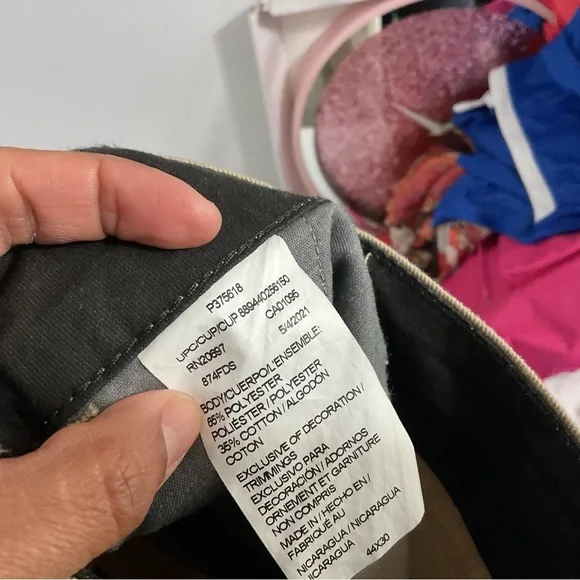 P375618
UPC/CUP/CUP 889440256150
RN20697 CA01095
874FDS 5/4/2021
BODY/CUERPO/L'ENSEMBLE:
65% POLYESTER
POLIÉSTER / POLYESTER
35% COTTON / ALGODÓN
COTON
EXCLUSIVE OF DECORATION /
TRIMMINGS
EXCLUSIVO PARA
DECORACIÓN / ADORNOS
ORNEMENT ET GARNITURE
NON COMPRIS
MADE IN / HECHO EN /
FABRIQUÉ AU
NICARAGUA / NICARAGUA
NICARAGUA
44X30